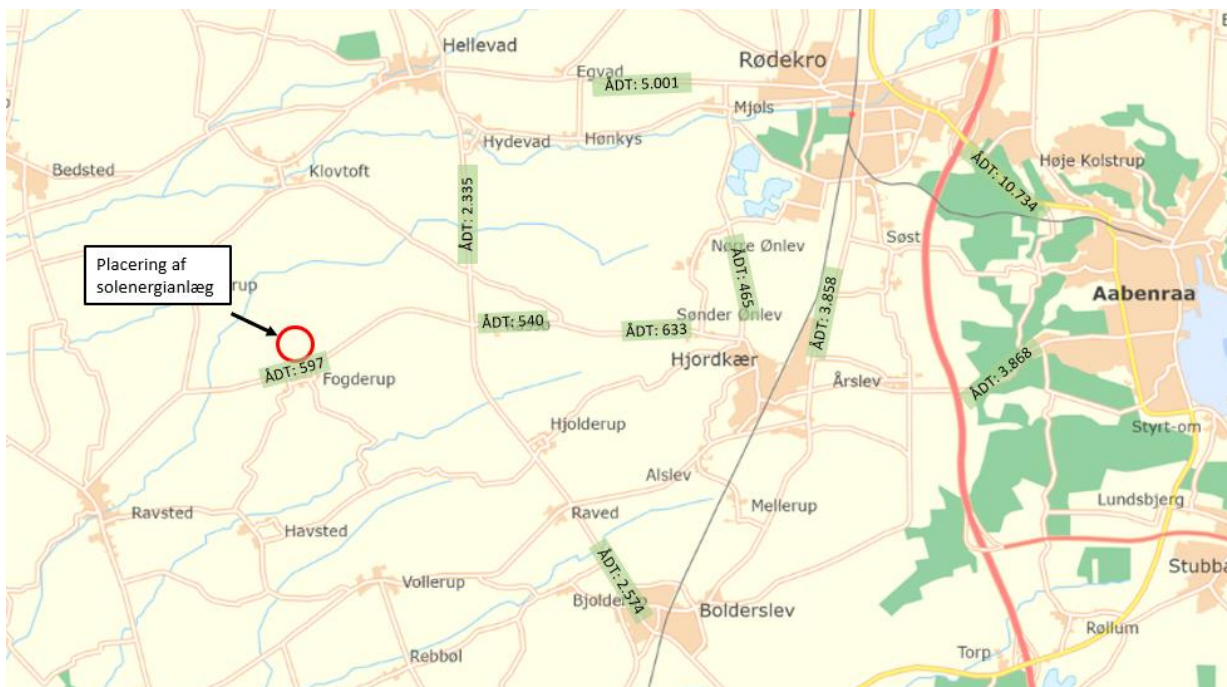 Hellevad
Rødekro
Egvad
ÅDT: 5.001
Mjøls
Hydevad
Hønkys
Bedsted
Klovtoft
ÅDT: 2.335
ÅDT: 10.734
Høje Kolstrup
Søst
Nørre Ønlev
ÅDT: 465
Placering af
solenergianlæg
ÅDT: 3.858
Aabenraa
Sønder Ønlev
ÅDT: 540
ÅDT: 633
Hjordkær
ÅDT: 597
Fogderup
Årslev
ÅDT: 3.868
Hjolderup
Styrt-om
Alslev
Ravsted
Havsted
Raved
Mellerup
Lundsbjerg
ÅDT: 2.574
Vollerup
Stubba
Bolderslev
Røllum
Rebbøl
Torp